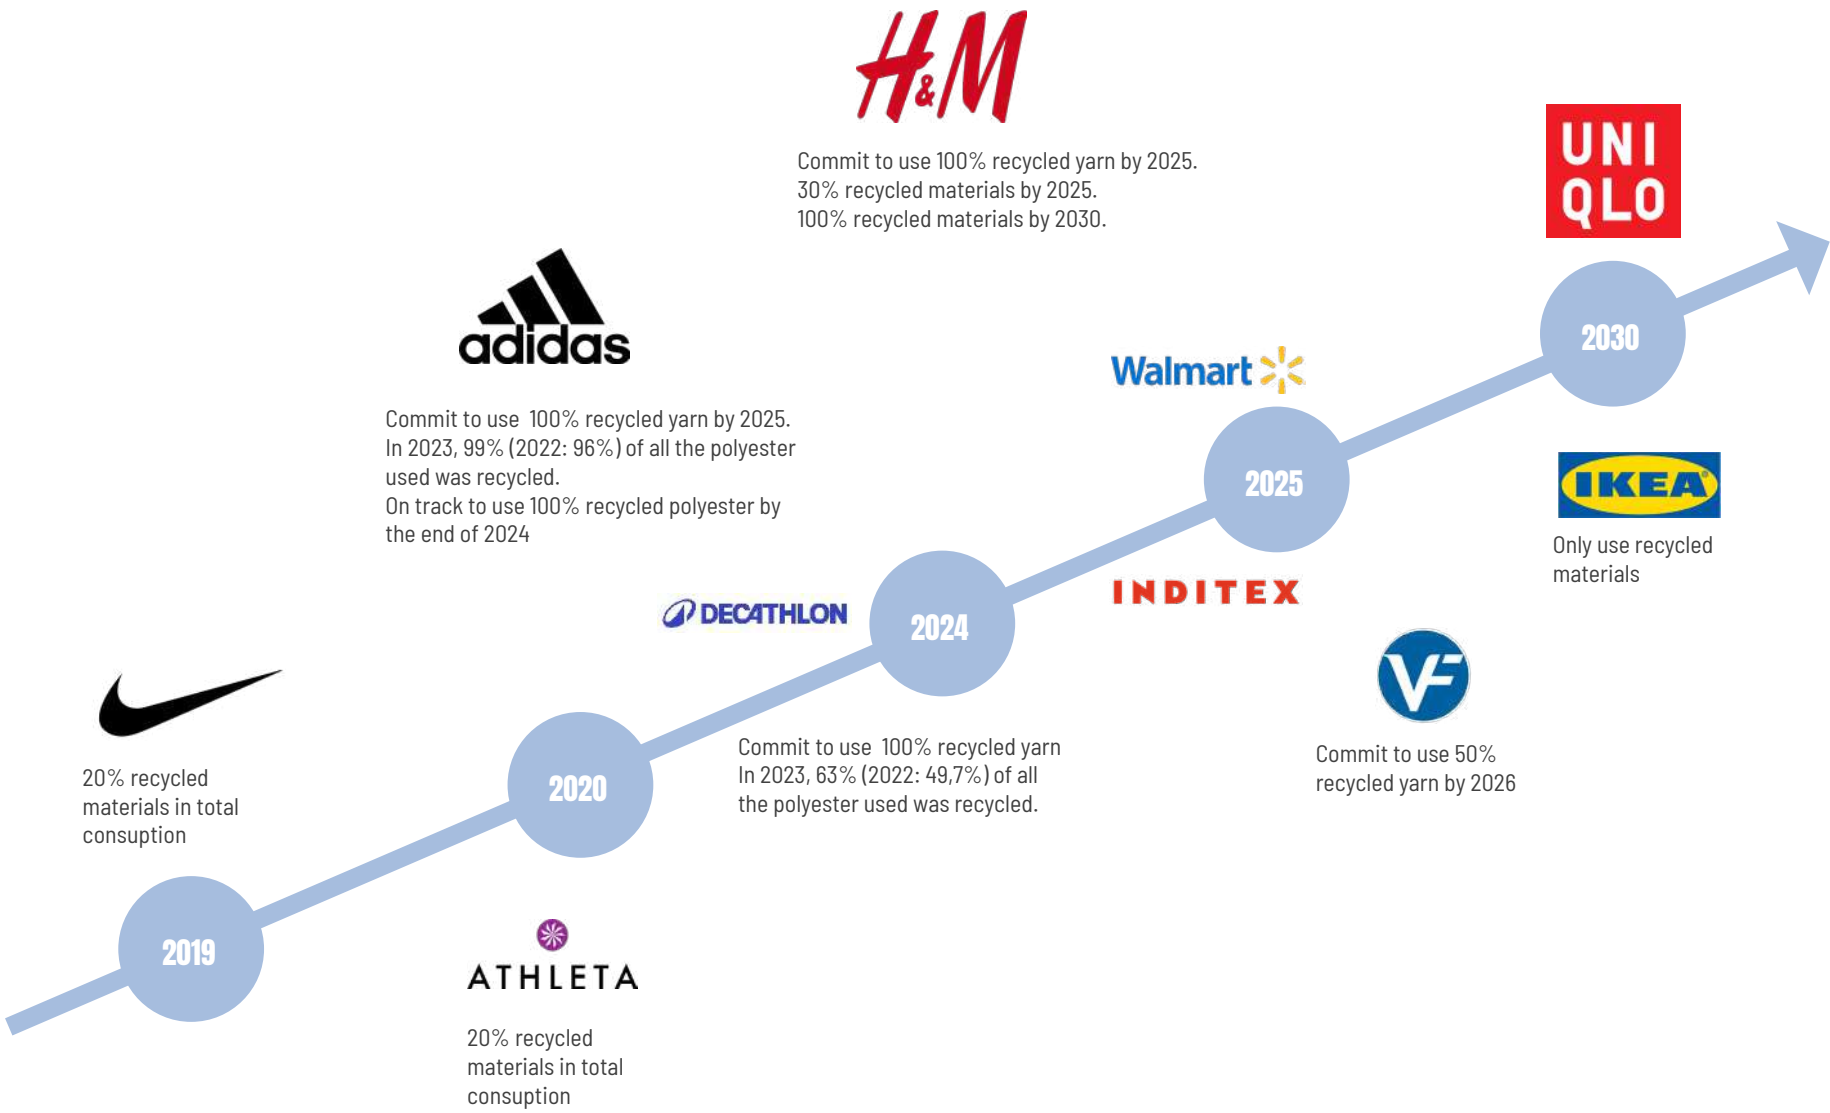 H&M
Commit to use 100% recycled yarn by 2025.
30% recycled materials by 2025.
100% recycled materials by 2030.
UNI
QLO
adidas
2030
Walmart
Commit to use 100% recycled yarn by 2025.
In 2023, 99% (2022: 96%) of all the polyester
used was recycled.
On track to use 100% recycled polyester by
the end of 2024
2025
IKEA®
Only use recycled
materials
DECATHLON
2024
INDITEX
VF
20% recycled
materials in total
consuption
2020
Commit to use 100% recycled yarn
In 2023, 63% (2022: 49,7%) of all
the polyester used was recycled.
Commit to use 50%
recycled yarn by 2026
2019
ATHLETA
20% recycled
materials in total
consuption